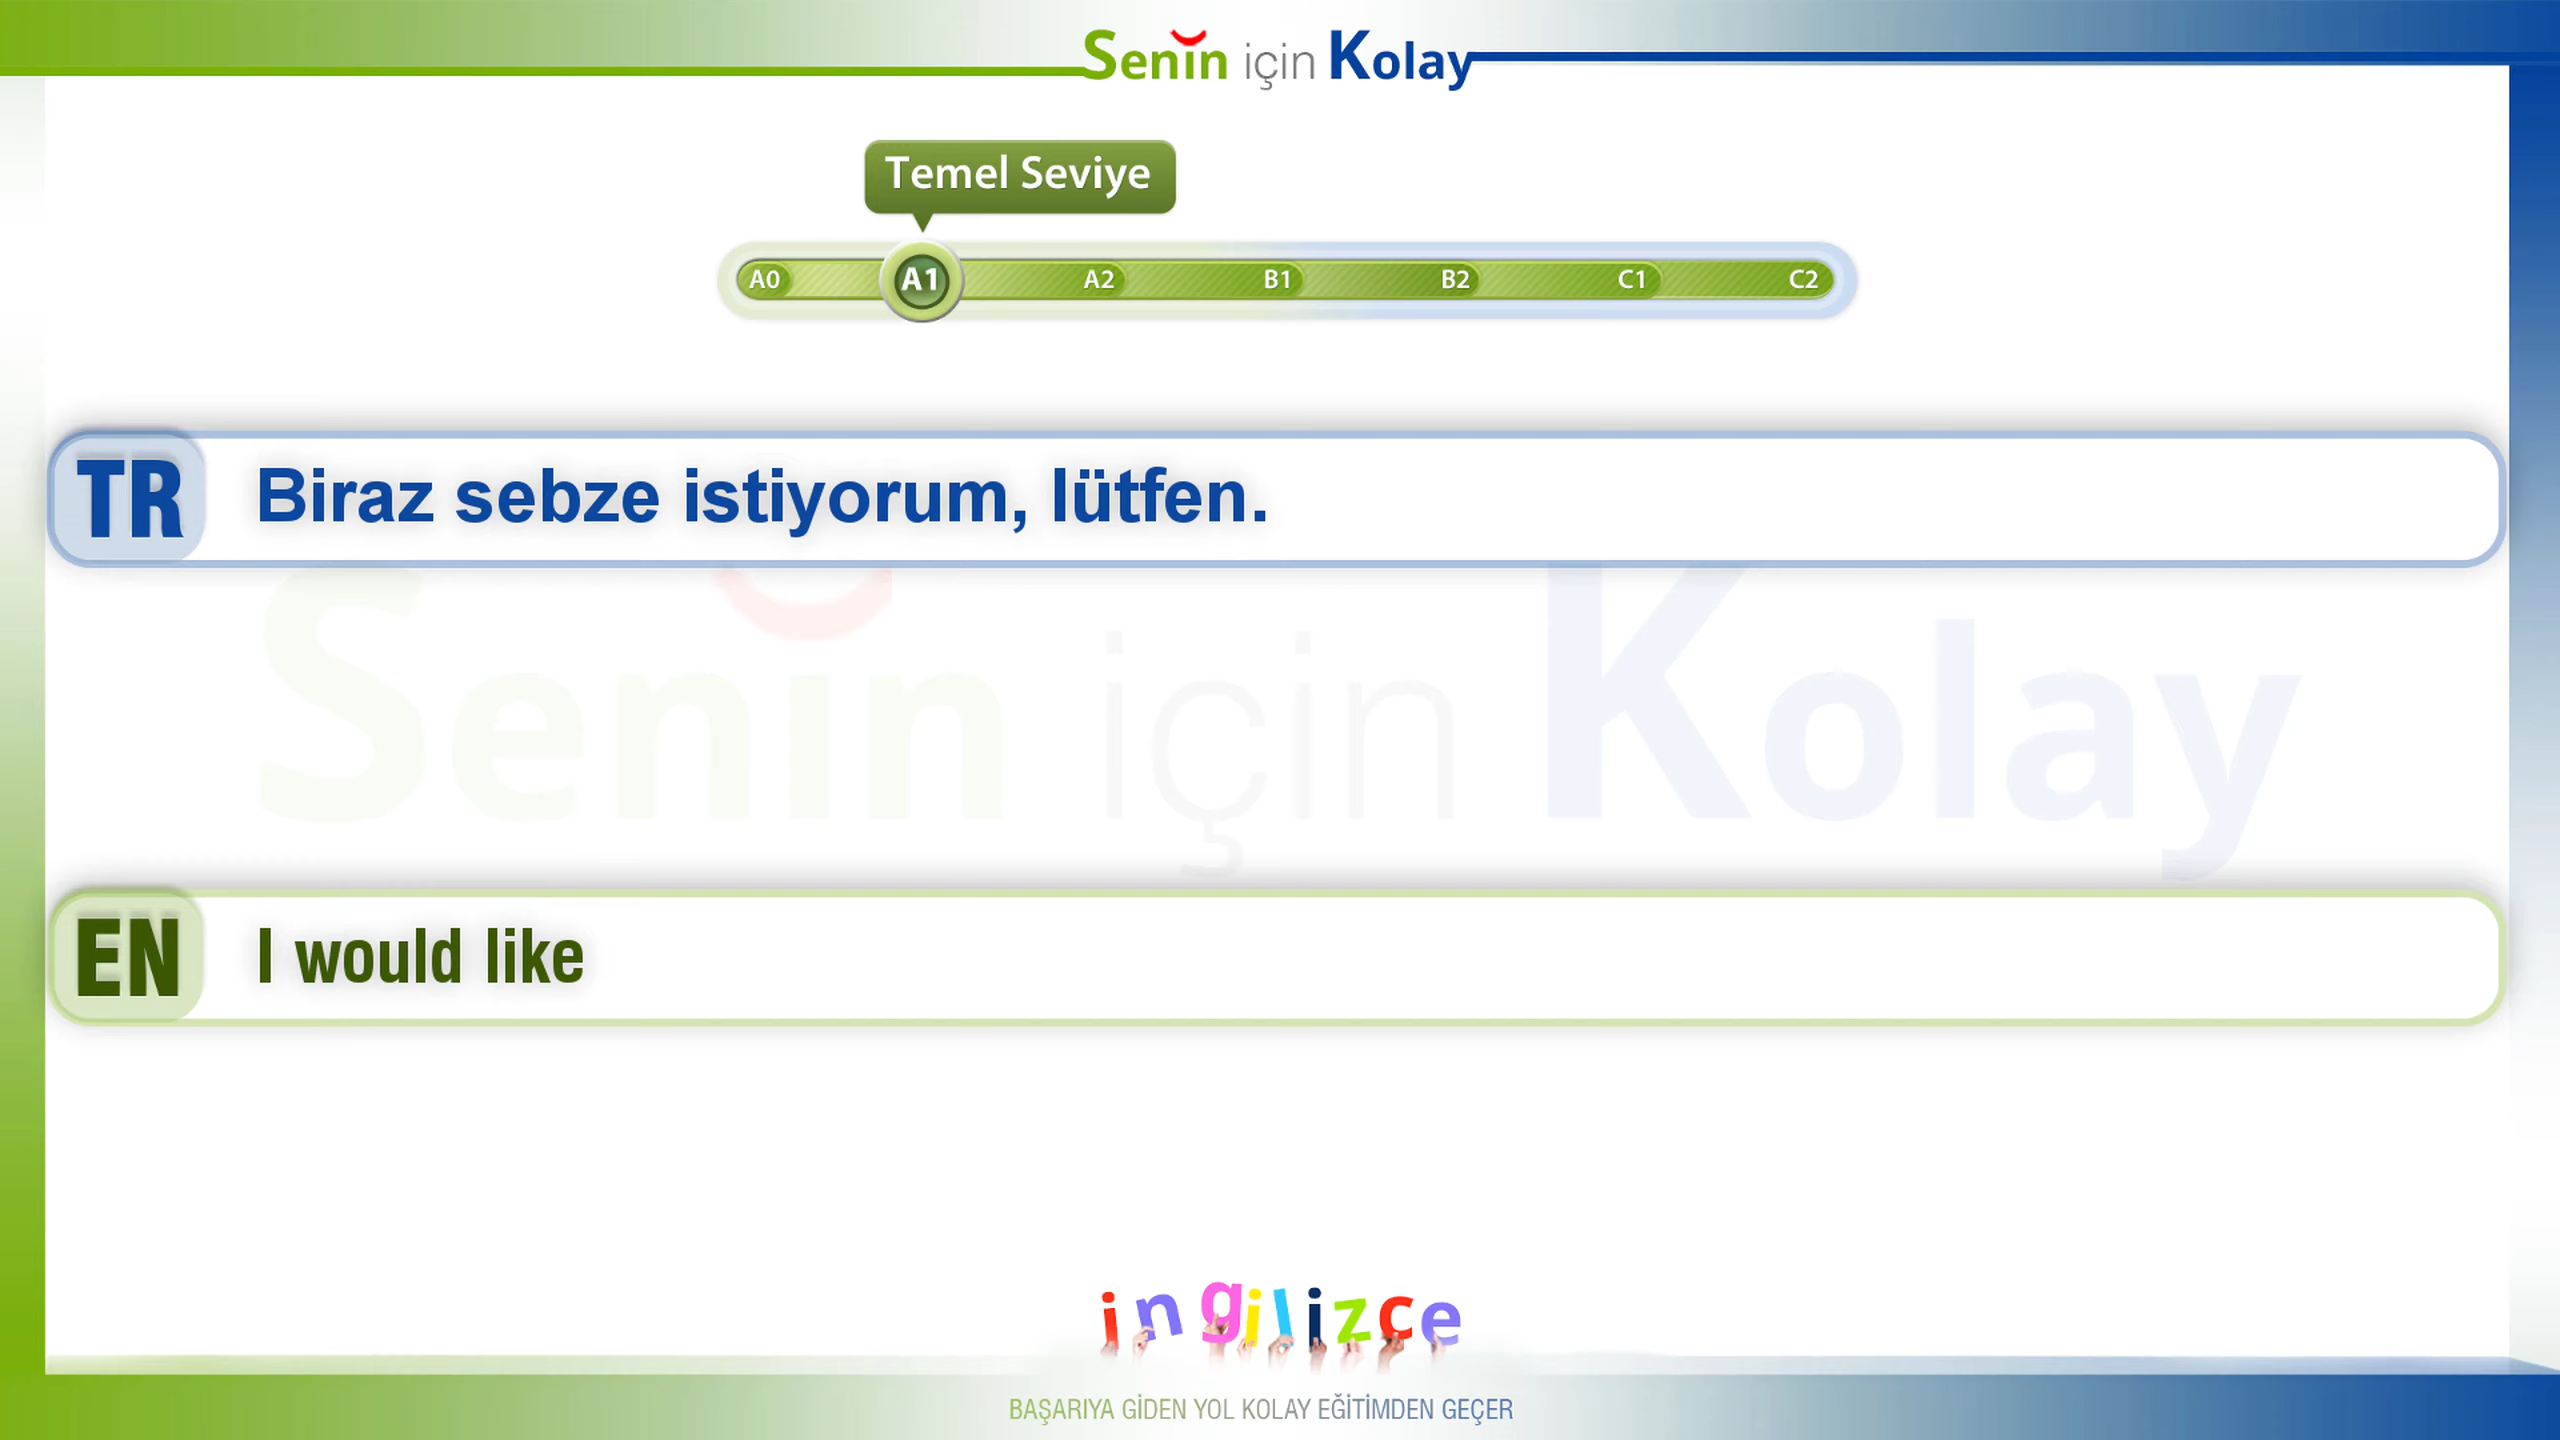 Senin için Kolay
Temel Seviye
A0 A1 A2 B1 B2 C1 C2
TR Biraz sebze istiyorum, lütfen.
Senin için Kolay
EN I would like
ingilizce
BAŞARIYA GİDEN YOL KOLAY EĞİTİMDEN GEÇER